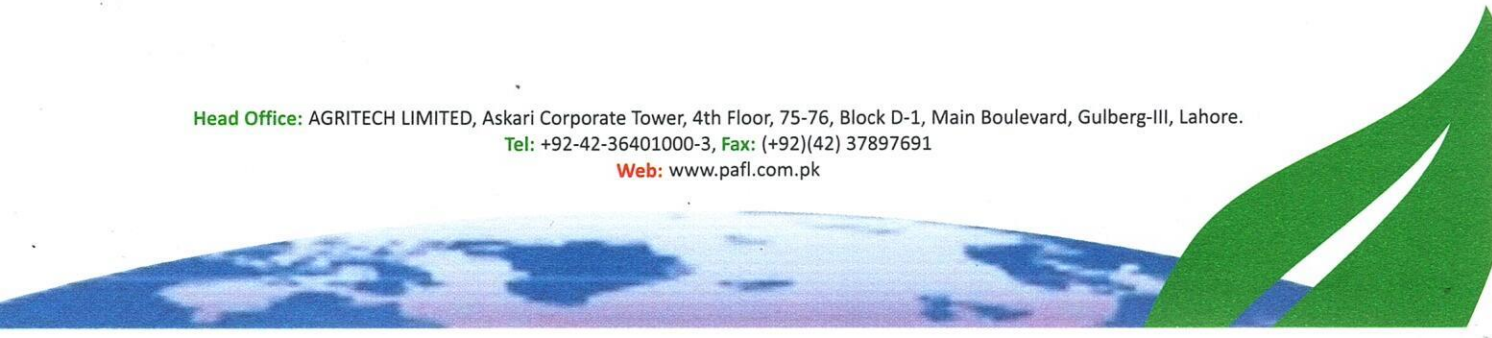 Head Office: AGRITECH LIMITED, Askari Corporate Tower, 4th Floor, 75-76, Block D-1, Main Boulevard, Gulberg-III, Lahore.
Tel: +92-42-36401000-3, Fax: (+92)(42) 37897691
Web: www.pafl.com.pk